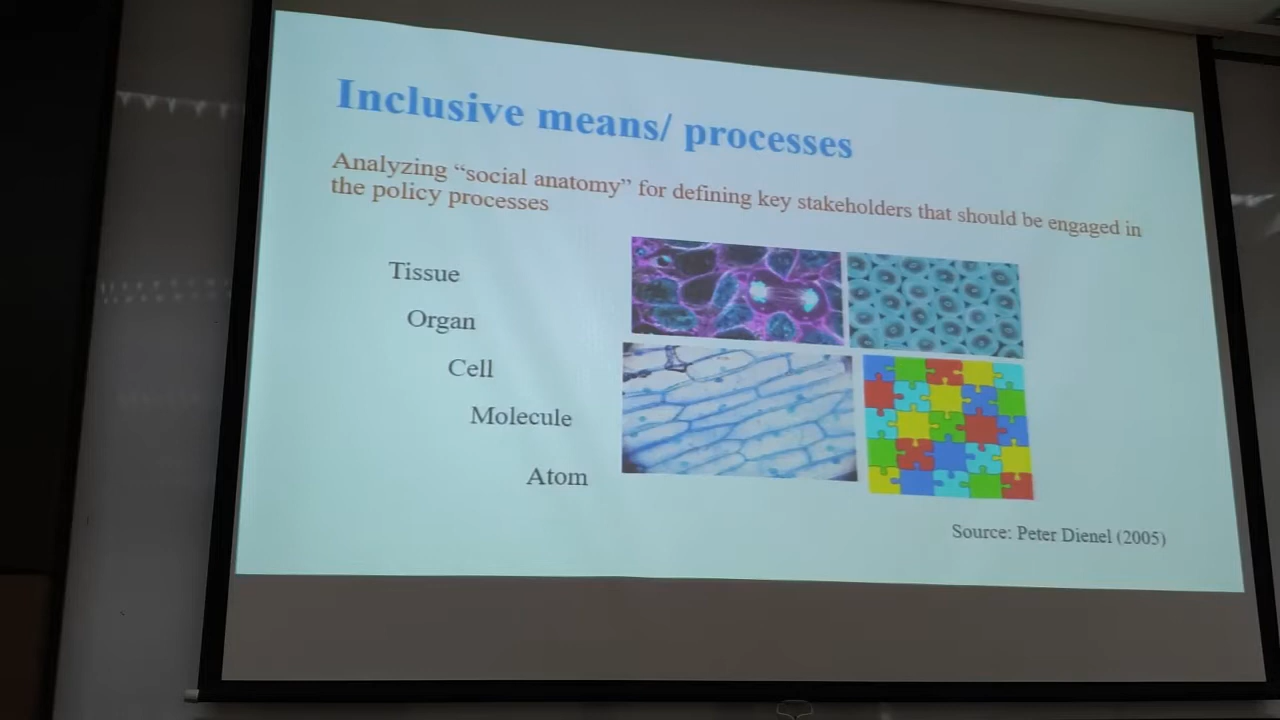 Inclusive means/ processes
Analyzing “social anatomy” for defining key stakeholders that should be engaged in
the policy processes
Tissue
Organ
Cell
Molecule
Atom
Source: Peter Dienel (2005)